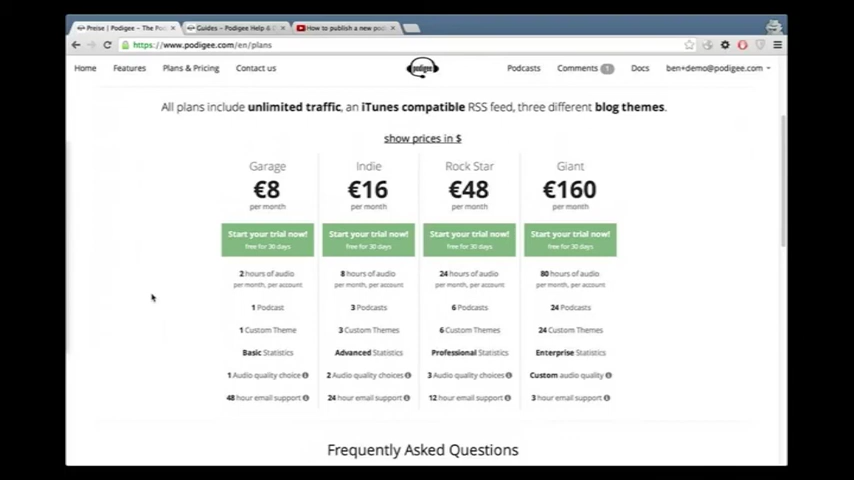 Preise | Podigee – The Po
Guides – Podigee Help & 
How to publish a new pod
https://www.podigee.com/en/plans
Home Features Plans & Pricing Contact us podigee Podcasts Comments 1 Docs ben+demo@podigee.com
All plans include unlimited traffic, an iTunes compatible RSS feed, three different blog themes.
show prices in $
Garage Indie Rock Star Giant
€8 €16 €48 €160
per month per month per month per month
Start your trial now! Start your trial now! Start your trial now! Start your trial now!
free for 30 days free for 30 days free for 30 days free for 30 days
2 hours of audio 8 hours of audio 24 hours of audio 80 hours of audio
per month, per account per month, per account per month, per account per month, per account
1 Podcast 3 Podcasts 6 Podcasts 24 Podcasts
1 Custom Theme 3 Custom Themes 6 Custom Themes 24 Custom Themes
Basic Statistics Advanced Statistics Professional Statistics Enterprise Statistics
1 Audio quality choice 2 Audio quality choices 3 Audio quality choices Custom audio quality
48 hour email support 24 hour email support 12 hour email support 3 hour email support
Frequently Asked Questions